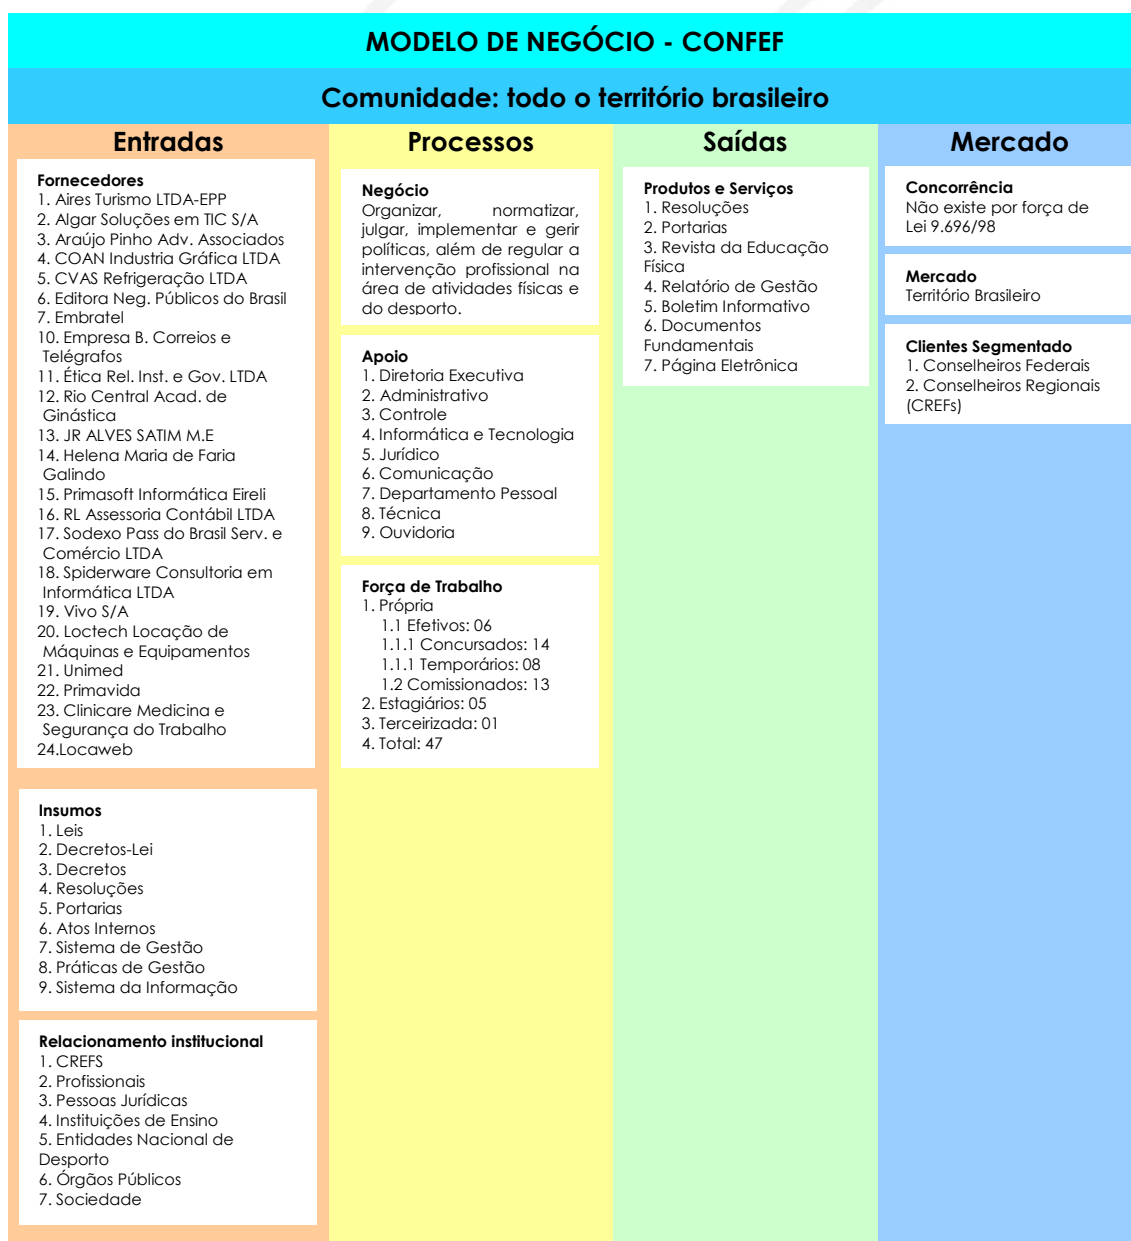 MODELO DE NEGÓCIO - CONFEF
Comunidade: todo o território brasileiro
Entradas
Fornecedores
1. Aires Turismo LTDA-EPP
2. Algar Soluções em TIC S/A
3. Araújo Pinho Adv. Associados
4. COAN Industria Gráfica LTDA
5. CVAS Refrigeração LTDA
6. Editora Neg. Públicos do Brasil
7. Embratel
10. Empresa B. Correios e
Telégrafos
11. Ética Rel. Inst. e Gov. LTDA
12. Rio Central Acad. de
Ginástica
13. JR ALVES SATIM M.E
14. Helena Maria de Faria
Galindo
15. Primasoft Informática Eireli
16. RL Assessoria Contábil LTDA
17. Sodexo Pass do Brasil Serv. e
Comércio LTDA
18. Spiderware Consultoria em
Informática LTDA
19. Vivo S/A
20. Loctech Locação de
Máquinas e Equipamentos
21. Unimed
22. Primavida
23. Clinicare Medicina e
Segurança do Trabalho
24.Locaweb
Insumos
1. Leis
2. Decretos-Lei
3. Decretos
4. Resoluções
5. Portarias
6. Atos Internos
7. Sistema de Gestão
8. Práticas de Gestão
9. Sistema da Informação
Relacionamento institucional
1. CREFS
2. Profissionais
3. Pessoas Jurídicas
4. Instituições de Ensino
5. Entidades Nacional de
Desporto
6. Órgãos Públicos
7. Sociedade
Processos
Negócio
Organizar, normatizar,
julgar, implementar e gerir
políticas, além de regular a
intervenção profissional na
área de atividades físicas e
do desporto.
Apoio
1. Diretoria Executiva
2. Administrativo
3. Controle
4. Informática e Tecnologia
5. Jurídico
6. Comunicação
7. Departamento Pessoal
8. Técnica
9. Ouvidoria
Força de Trabalho
1. Própria
1.1 Efetivos: 06
1.1.1 Concursados: 14
1.1.1 Temporários: 08
1.2 Comissionados: 13
2. Estagiários: 05
3. Terceirizada: 01
4. Total: 47
Saídas
Produtos e Serviços
1. Resoluções
2. Portarias
3. Revista da Educação
Física
4. Relatório de Gestão
5. Boletim Informativo
6. Documentos
Fundamentais
7. Página Eletrônica
Mercado
Concorrência
Não existe por força de
Lei 9.696/98
Mercado
Território Brasileiro
Clientes Segmentado
1. Conselheiros Federais
2. Conselheiros Regionais
(CREFs)